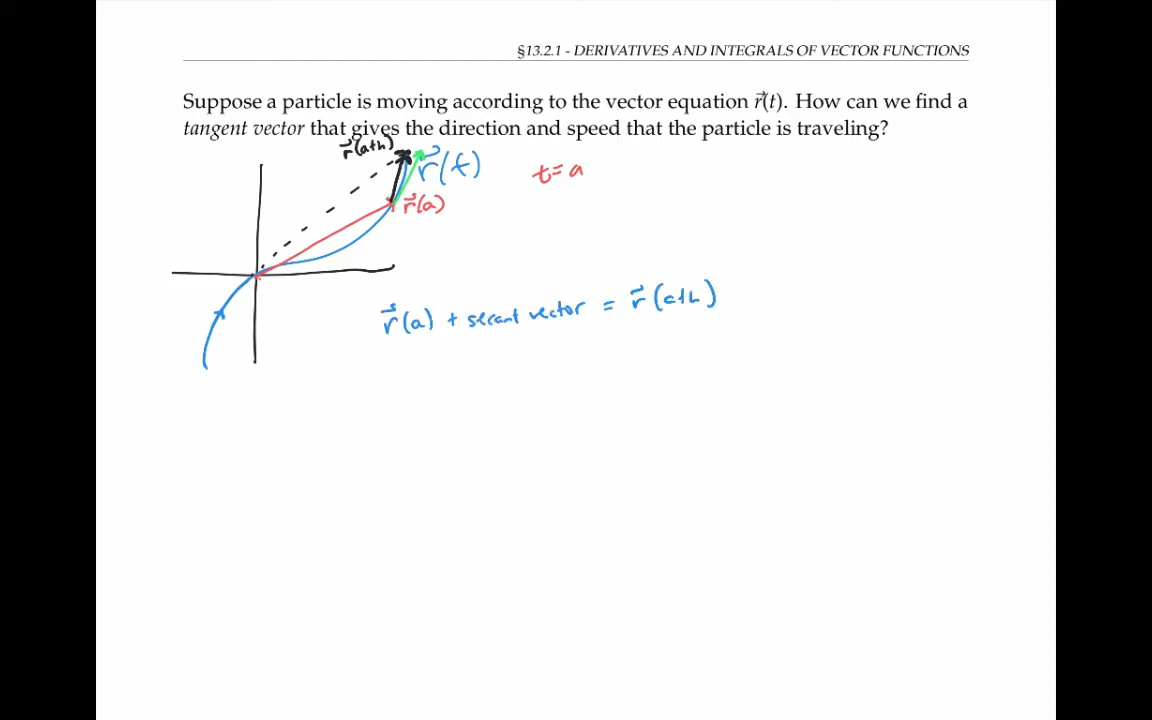 §13.2.1 - DERIVATIVES AND INTEGRALS OF VECTOR FUNCTIONS
Suppose a particle is moving according to the vector equation r⃗(t). How can we find a
tangent vector that gives the direction and speed that the particle is traveling?
r⃗(a+h)
r⃗(t)
t=a
r⃗(a)
r⃗(a) + secant vector = r⃗(a+h)